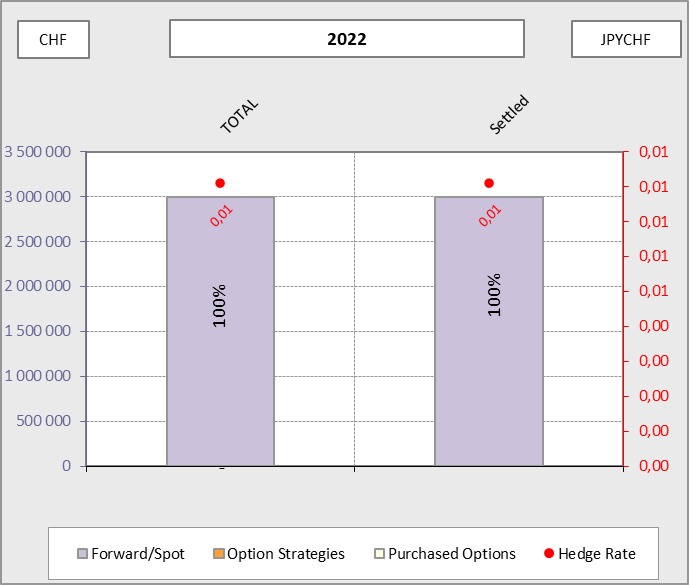 CHF
2022
JPYCHF
TOTAL
Settled
3 500 000
3 000 000
2 500 000
2 000 000
1 500 000
1 000 000
500 000
0
0,01
0,01
0,01
0,01
0,01
0,00
0,00
0,00
0,00
0,00
0,01
100%
0,01
100%
Forward/Spot
Option Strategies
Purchased Options
Hedge Rate